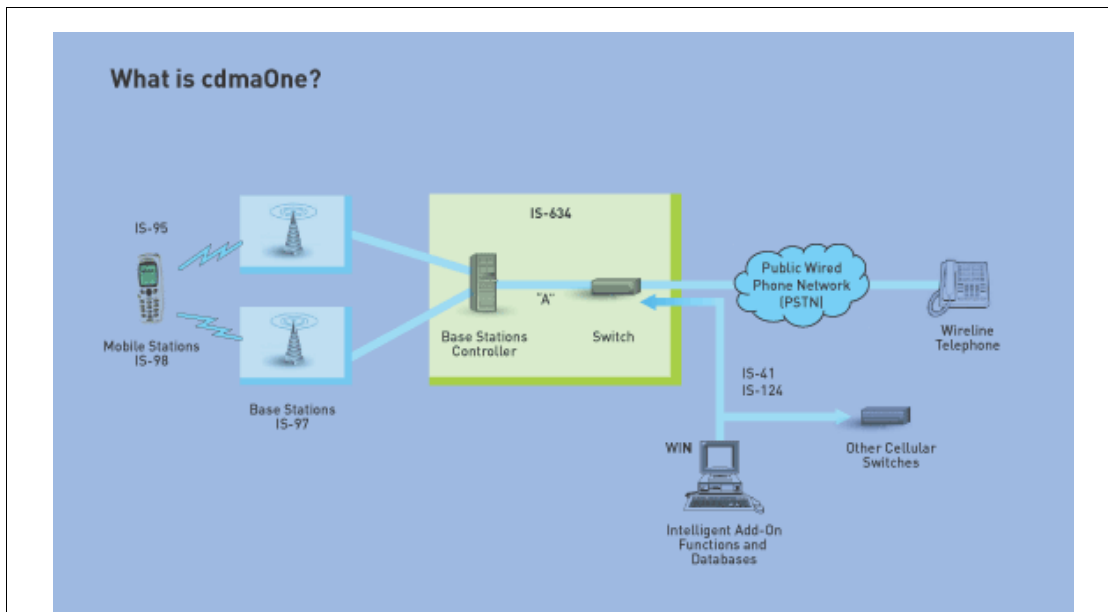 What is cdmaOne?
IS-634
IS-95
Public Wired
Phone Network
(PSTN)
"A"
Mobile Stations
IS-98
Base Stations
Controller
Switch
Wireline
Telephone
IS-41
IS-124
Base Stations
IS-97
WIN
Other Cellular
Switches
Intelligent Add-On
Functions and
Databases